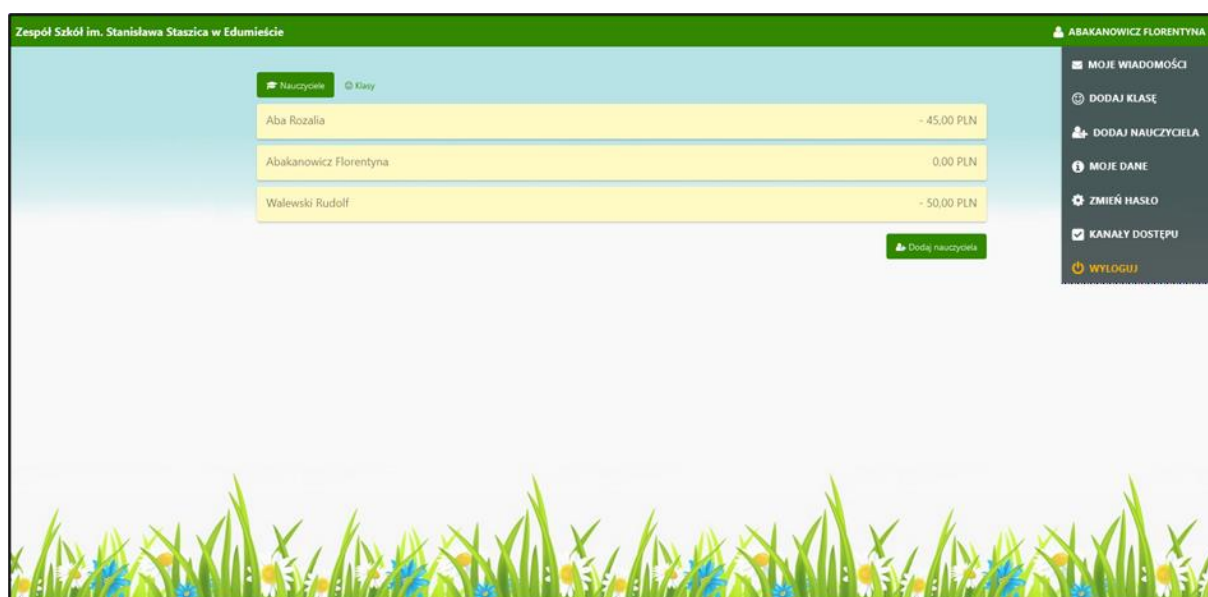 Zespół Szkół im. Stanisława Staszica w Edumieście
ABAKANOWICZ FLORENTYNA
MOJE WIADOMOŚCI
DODAJ KLASĘ
DODAJ NAUCZYCIELA
MOJE DANE
ZMIEŃ HASŁO
KANAŁY DOSTĘPU
WYLOGUJ
Nauczyciele Klasy
Aba Rozalia - 45,00 PLN
Abakanowicz Florentyna 0,00 PLN
Walewski Rudolf - 50,00 PLN
Dodaj nauczyciela